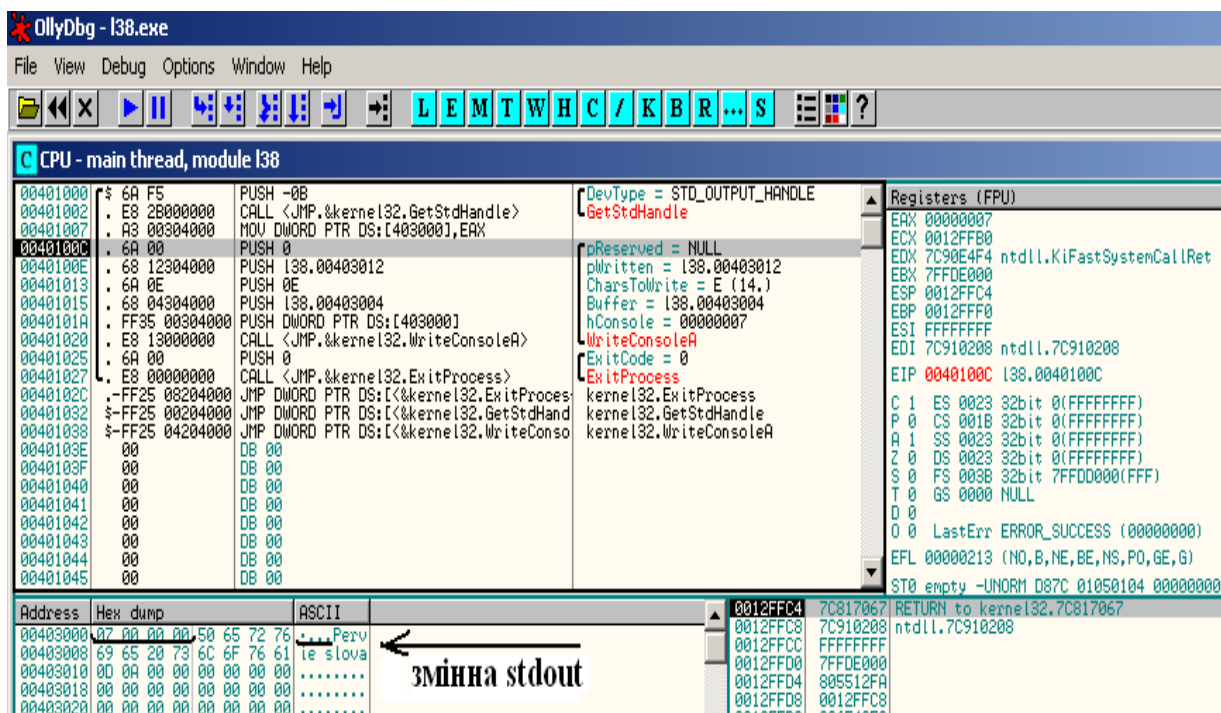 OllyDbg - l38.exe
File View Debug Options Window Help
L E M T W H C / K B R ... S ?
C CPU - main thread, module l38
00401000 $ 6A F5 PUSH -0B DevType = STD_OUTPUT_HANDLE
00401002 . E8 2B000000 CALL <JMP.&kernel32.GetStdHandle> GetStdHandle
00401007 . A3 00304000 MOV DWORD PTR DS:[403000],EAX
0040100C . 6A 00 PUSH 0 pReserved = NULL
0040100E . 68 12304000 PUSH l38.00403012 pWritten = l38.00403012
00401013 . 6A 0E PUSH 0E CharsToWrite = E (14.)
00401015 . 68 04304000 PUSH l38.00403004 Buffer = l38.00403004
0040101A . FF35 00304000 PUSH DWORD PTR DS:[403000] hConsole = 00000007
00401020 . E8 13000000 CALL <JMP.&kernel32.WriteConsoleA> WriteConsoleA
00401025 . 6A 00 PUSH 0 ExitCode = 0
00401027 . E8 00000000 CALL <JMP.&kernel32.ExitProcess> ExitProcess
0040102C .-FF25 08204000 JMP DWORD PTR DS:[<&kernel32.ExitProces kernel32.ExitProcess
00401032 $-FF25 00204000 JMP DWORD PTR DS:[<&kernel32.GetStdHand kernel32.GetStdHandle
00401038 $-FF25 04204000 JMP DWORD PTR DS:[<&kernel32.WriteConso kernel32.WriteConsoleA
0040103E 00 DB 00
0040103F 00 DB 00
00401040 00 DB 00
00401041 00 DB 00
00401042 00 DB 00
00401043 00 DB 00
00401044 00 DB 00
00401045 00 DB 00
Registers (FPU)
EAX 00000007
ECX 0012FFB0
EDX 7C90E4F4 ntdll.KiFastSystemCallRet
EBX 7FFDE000
ESP 0012FFC4
EBP 0012FFF0
ESI FFFFFFFF
EDI 7C910208 ntdll.7C910208
EIP 0040100C l38.0040100C
C 1 ES 0023 32bit 0(FFFFFFFF)
P 0 CS 001B 32bit 0(FFFFFFFF)
A 1 SS 0023 32bit 0(FFFFFFFF)
Z 0 DS 0023 32bit 0(FFFFFFFF)
S 0 FS 003B 32bit 7FFDD000(FFF)
T 0 GS 0000 NULL
D 0
O 0 LastErr ERROR_SUCCESS (00000000)
EFL 00000213 (NO,B,NE,BE,NS,PO,GE,G)
ST0 empty -UNORM D87C 01050104 00000000
Address Hex dump ASCII
00403000 07 00 00 00 50 65 72 76 •...Perv
00403008 69 65 20 73 6C 6F 76 61 ie slova
00403010 0D 0A 00 00 00 00 00 00 ........
00403018 00 00 00 00 00 00 00 00 ........
00403020 00 00 00 00 00 00 00 00 ........
змінна stdout
0012FFC4 7C817067 RETURN to kernel32.7C817067
0012FFC8 7C910208 ntdll.7C910208
0012FFCC FFFFFFFF
0012FFD0 7FFDE000
0012FFD4 805512FA
0012FFD8 0012FFC8